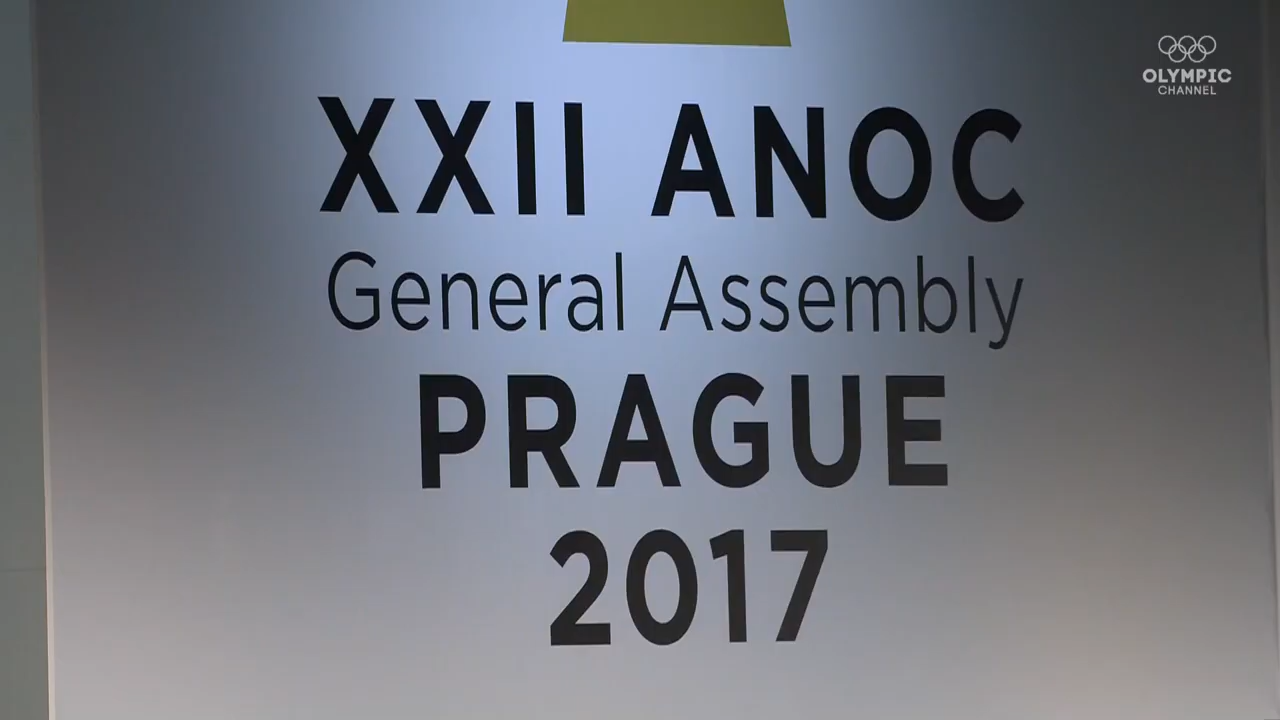 OLYMPIC
CHANNEL
XXII ANOC
General Assembly
PRAGUE
2017